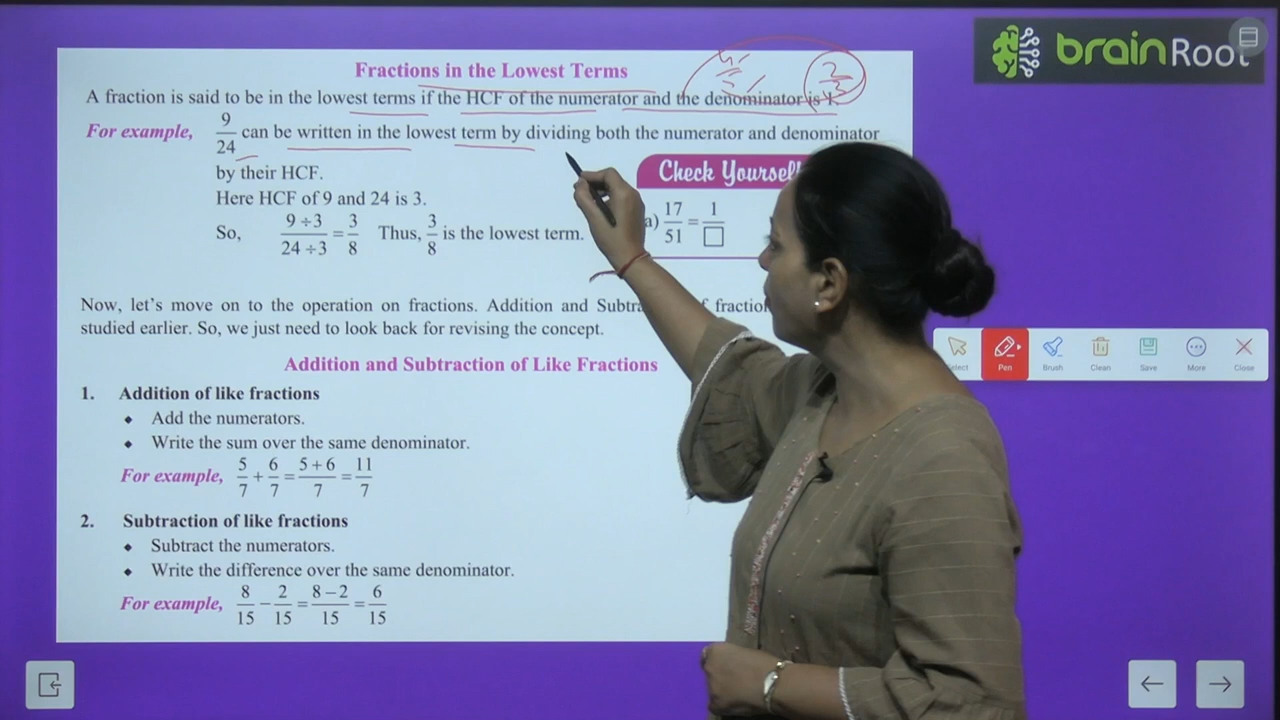 brainRoot
Fractions in the Lowest Terms
2/3
A fraction is said to be in the lowest terms if the HCF of the numerator and the denominator is 1.
For example, 9/24 can be written in the lowest term by dividing both the numerator and denominator
by their HCF.
Here HCF of 9 and 24 is 3.
So, 9 ÷3/24 ÷3 = 3/8 Thus, 3/8 is the lowest term.
Check Yourself
a) 17/51 = 1/□
Now, let's move on to the operation on fractions. Addition and fraction
studied earlier. So, we just need to look back for revising the concept.
Addition and Subtraction of Like Fractions
1. Addition of like fractions
⬥ Add the numerators.
⬥ Write the sum over the same denominator.
For example, 5/7 + 6/7 = 5 + 6/7 = 11/7
2. Subtraction of like fractions
⬥ Subtract the numerators.
⬥ Write the difference over the same denominator.
For example, 8/15 − 2/15 = 8 − 2/15 = 6/15
Pen
Brush
Clean
Save
More
Close